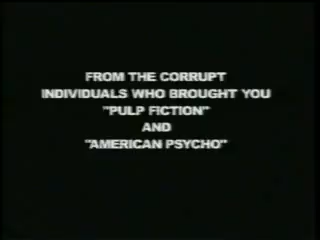 FROM THE CORRUPT
INDIVIDUALS WHO BROUGHT YOU
"PULP FICTION"
AND
"AMERICAN PSYCHO"